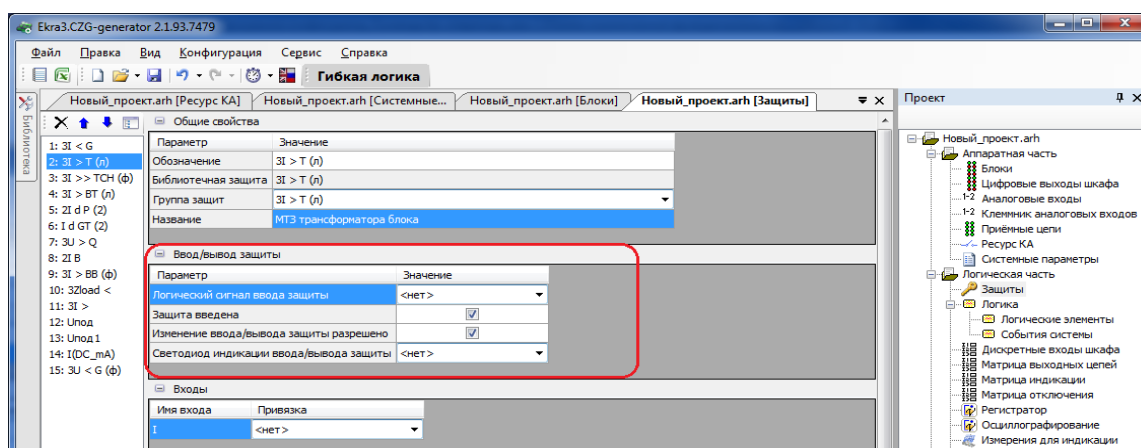 Ekra3.CZG-generator 2.1.93.7479
Файл Правка Вид Конфигурация Сервис Справка
Гибкая логика
Новый_проект.arh [Ресурс КА] Новый_проект.arh [Системные... Новый_проект.arh [Блоки] Новый_проект.arh [Защиты]
Библиотека
1: 3I < G
2: 3I > T (л)
3: 3I >> ТСН (ф)
4: 3I > ВТ (л)
5: 2I d P (2)
6: I d GT (2)
7: 3U > Q
8: 2I B
9: 3I > BB (ф)
10: 3Zload <
11: 3I >
12: Uпод
13: Uпод1
14: I(DC_mA)
15: 3U < G (ф)
Общие свойства
Параметр Значение
Обозначение 3I > T (л)
Библиотечная защита 3I > T (л)
Группа защит 3I > T (л)
Название МТЗ трансформатора блока
Ввод/вывод защиты
Параметр Значение
Логический сигнал ввода защиты <нет>
Защита введена
Изменение ввода/вывода защиты разрешено
Светодиод индикации ввода/вывода защиты <нет>
Входы
Имя входа Привязка
I <нет>
Проект
Новый_проект.arh
Аппаратная часть
Блоки
Цифровые выходы шкафа
1-2 Аналоговые входы
1-2 Клеммник аналоговых входов
Приёмные цепи
Ресурс КА
Системные параметры
Логическая часть
Защиты
Логика
Логические элементы
События системы
Дискретные входы шкафа
Матрица выходных цепей
Матрица индикации
Матрица отключения
Регистратор
Осциллографирование
Измерения для индикации